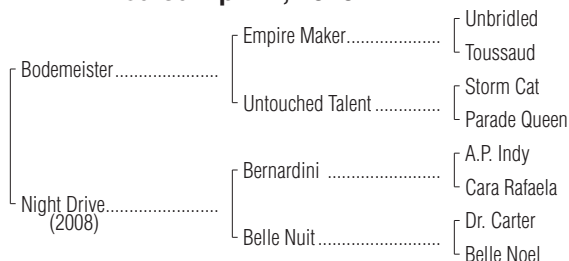 Unbridled
Empire Maker....................
Toussaud
Bodemeister......................
Storm Cat
Untouched Talent ..............
Parade Queen
A.P. Indy
Bernardini ........................
Cara Rafaela
Night Drive........................
(2008)
Dr. Carter
Belle Nuit..........................
Belle Noel